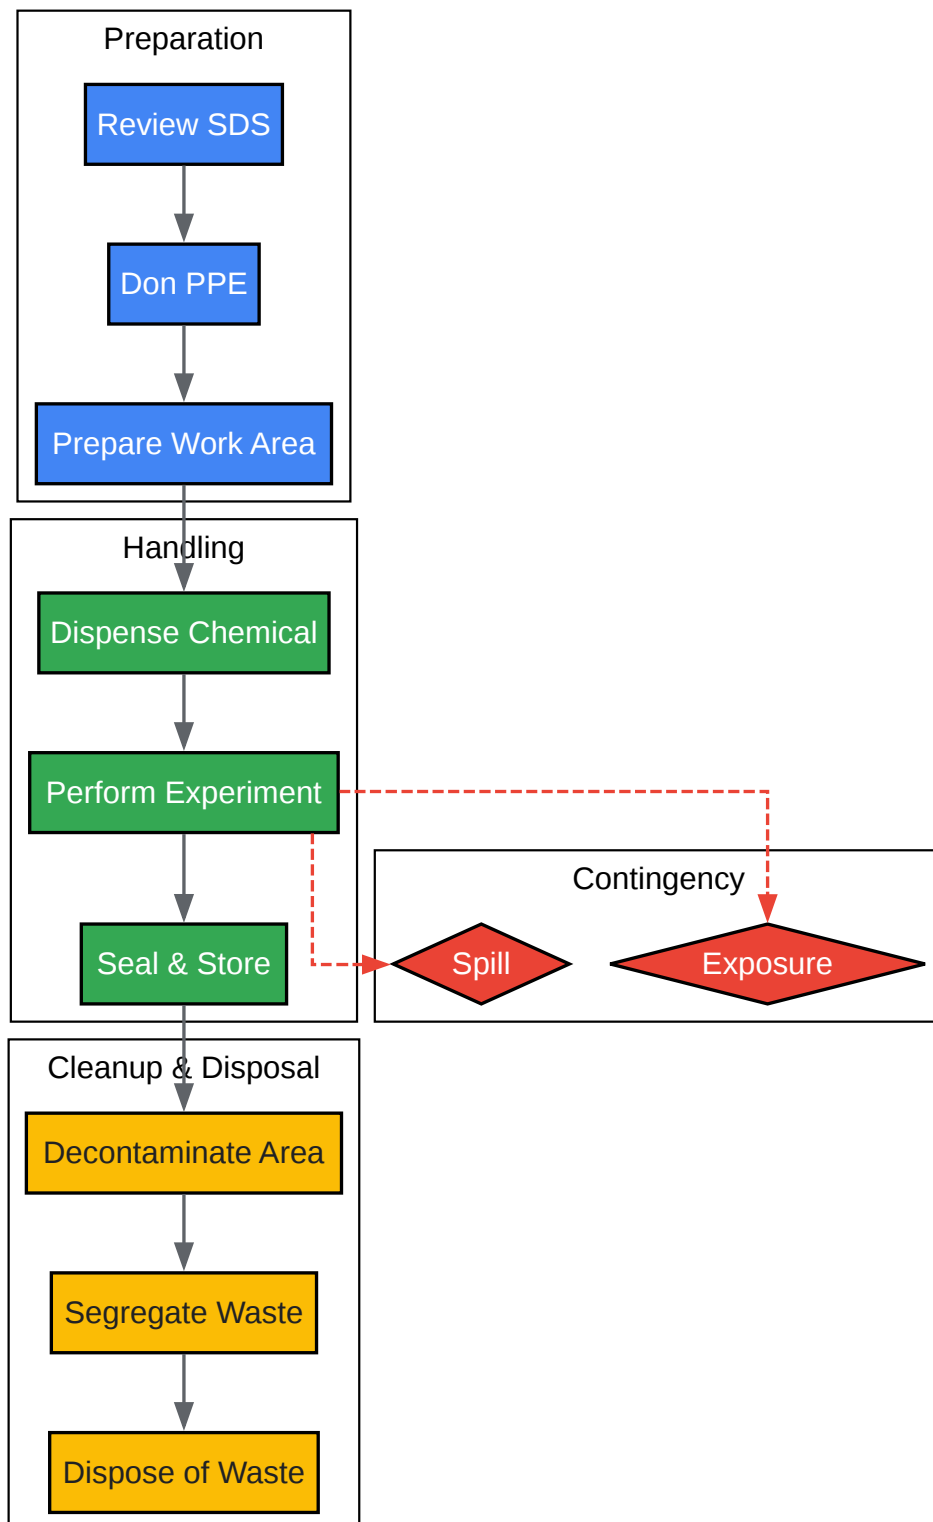 Preparation
Review SDS
Don PPE
Prepare Work Area
Handling
Dispense Chemical
Perform Experiment
Seal & Store
Contingency
Spill
Exposure
Cleanup & Disposal
Decontaminate Area
Segregate Waste
Dispose of Waste